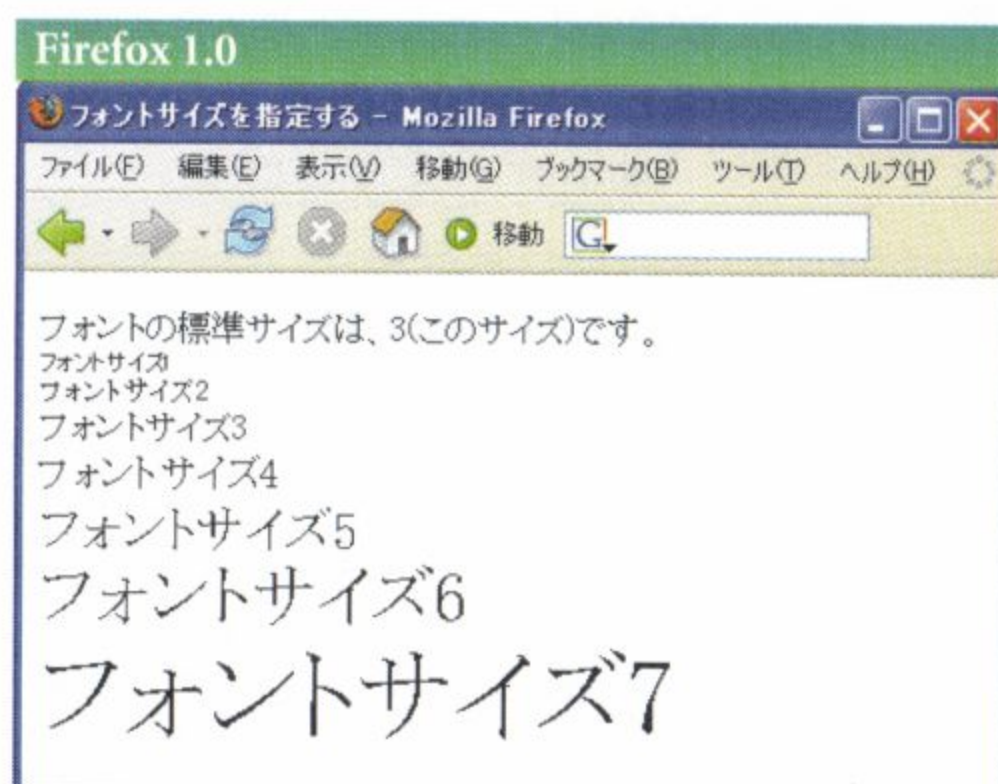 Firefox 1.0
フォントサイズを指定する - Mozilla Firefox
ファイル(F) 編集(E) 表示(V) 移動(G) ブックマーク(B) ツール(T) ヘルプ(H)
移動 G
フォントの標準サイズは、3(このサイズ)です。
フォントサイズ1
フォントサイズ2
フォントサイズ3
フォントサイズ4
フォントサイズ5
フォントサイズ6
フォントサイズ7